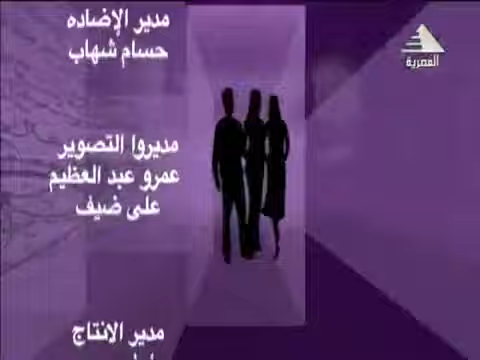 مدير الإضاده
حسام شهاب
المصرية
مديروا التصوير
عمرو عبد العظيم
على ضيف
مدير الانتاج